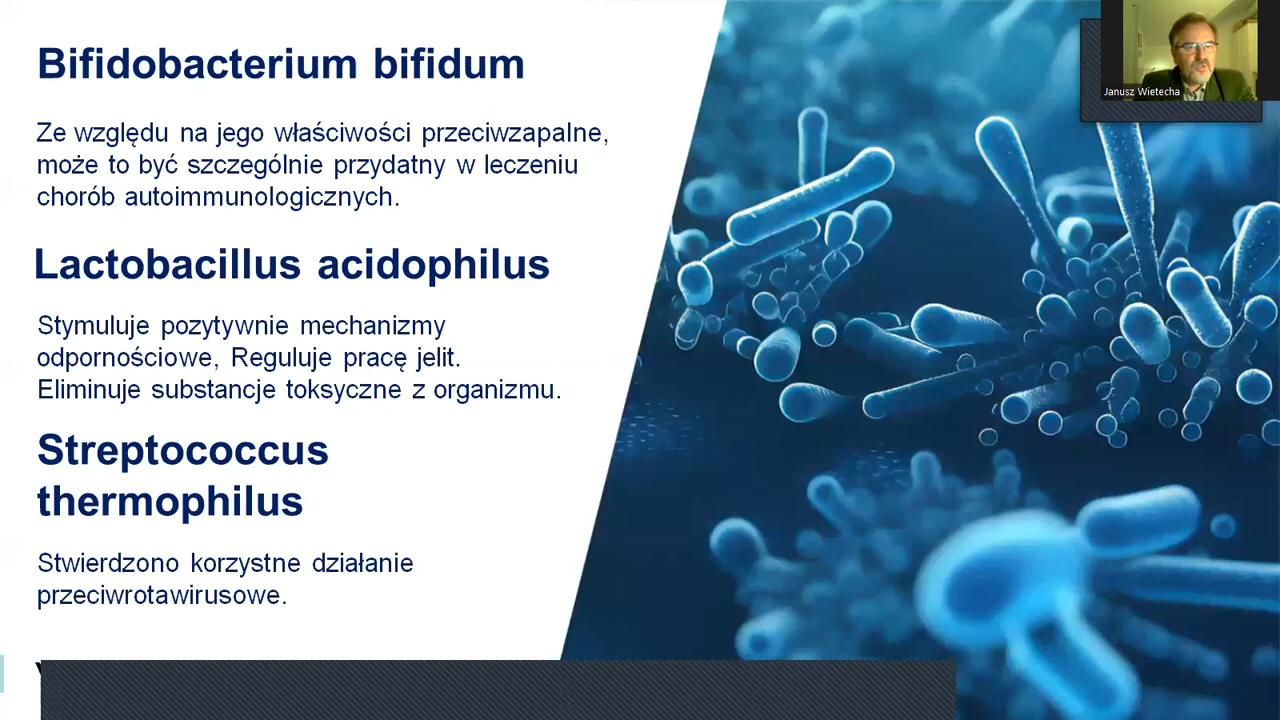 Bifidobacterium bifidum
Ze względu na jego właściwości przeciwzapalne,
może to być szczególnie przydatny w leczeniu
chorób autoimmunologicznych.
Lactobacillus acidophilus
Stymuluje pozytywnie mechanizmy
odpornościowe, Reguluje pracę jelit.
Eliminuje substancje toksyczne z organizmu.
Streptococcus
thermophilus
Stwierdzono korzystne działanie
przeciwrotawirusowe.
Janusz Wietecha